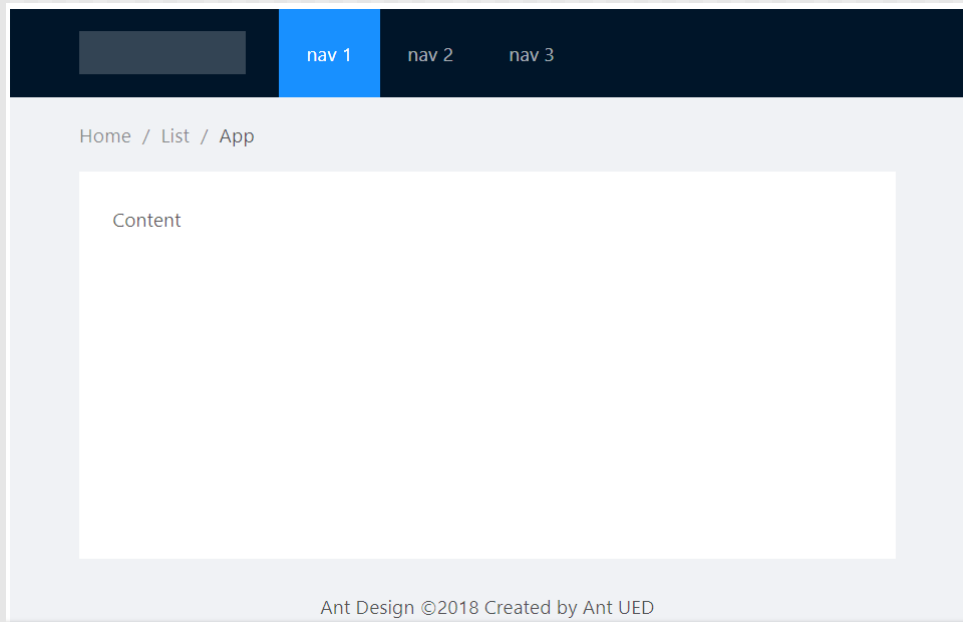 nav 1 nav 2 nav 3
Home / List / App
Content
Ant Design ©2018 Created by Ant UED